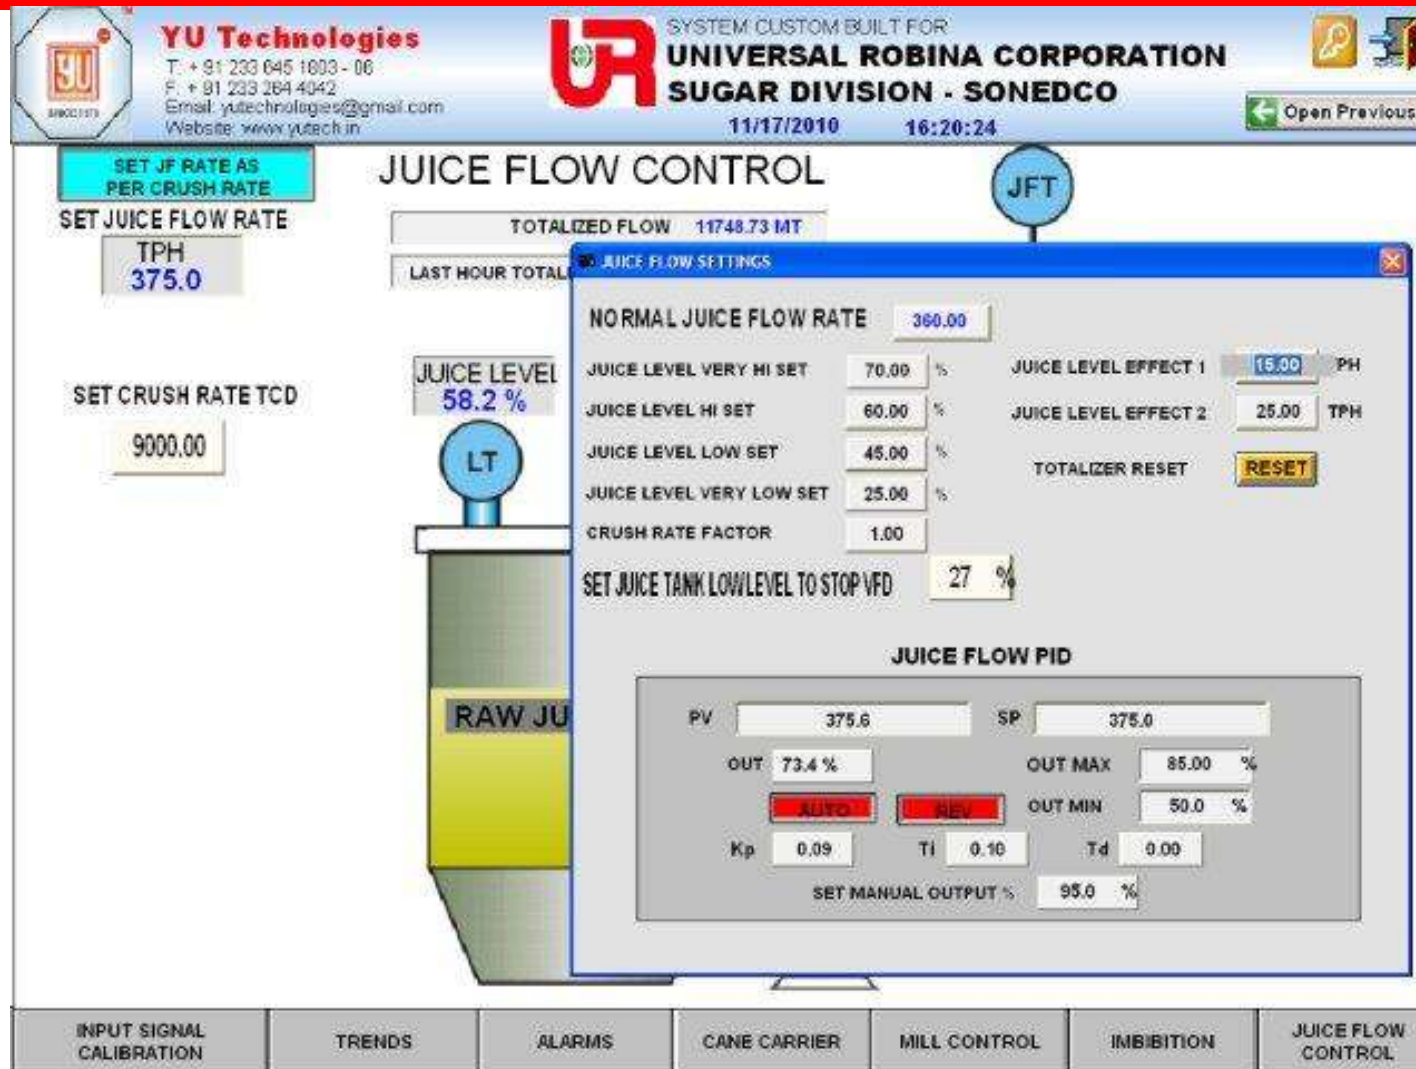 YU Technologies
T. + 91 233 645 1603 - 06
F. + 91 233 264 4042
Email: yutechnologies@gmail.com
Website: www.yutech.in
SYSTEM CUSTOM BUILT FOR
UNIVERSAL ROBINA CORPORATION
SUGAR DIVISION - SONEDCO
11/17/2010 16:20:24
Open Previous
SET JF RATE AS
PER CRUSH RATE
JUICE FLOW CONTROL
JFT
SET JUICE FLOW RATE
TPH
375.0
TOTALIZED FLOW 11748.73 MT
LAST HOUR TOTALI
SET CRUSH RATE TCD
9000.00
JUICE LEVEL
58.2 %
LT
RAW JU
JUICE FLOW SETTINGS
NORMAL JUICE FLOW RATE 360.00
JUICE LEVEL VERY HI SET 70.00 % JUICE LEVEL EFFECT 1 15.00 PH
JUICE LEVEL HI SET 60.00 % JUICE LEVEL EFFECT 2 25.00 TPH
JUICE LEVEL LOW SET 45.00 % TOTALIZER RESET RESET
JUICE LEVEL VERY LOW SET 25.00 %
CRUSH RATE FACTOR 1.00
SET JUICE TANK LOW LEVEL TO STOP VFD 27 %
JUICE FLOW PID
PV 375.6 SP 375.0
OUT 73.4 % OUT MAX 85.00 %
AUTO REV OUT MIN 50.0 %
Kp 0.09 Ti 0.10 Td 0.00
SET MANUAL OUTPUT % 95.0 %
INPUT SIGNAL
CALIBRATION
TRENDS
ALARMS
CANE CARRIER
MILL CONTROL
IMBIBITION
JUICE FLOW
CONTROL